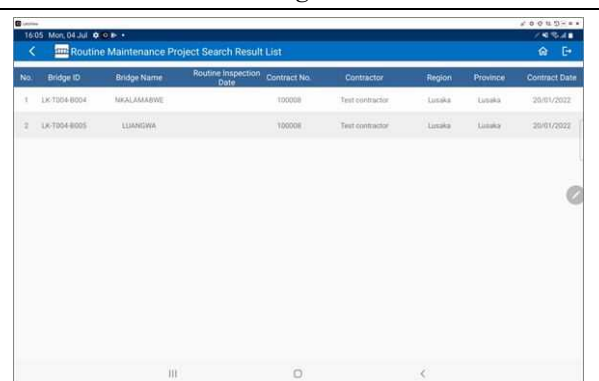 16:05 Mon, 04 Jul
Routine Maintenance Project Search Result List
No. Bridge ID Bridge Name Routine Inspection Date Contract No. Contractor Region Province Contract Date
1 LK-T004-B004 NKALAMABWE 100008 Test contractor Lusaka Lusaka 20/01/2022
2 LK-T004-B005 LUANGWA 100008 Test contractor Lusaka Lusaka 20/01/2022